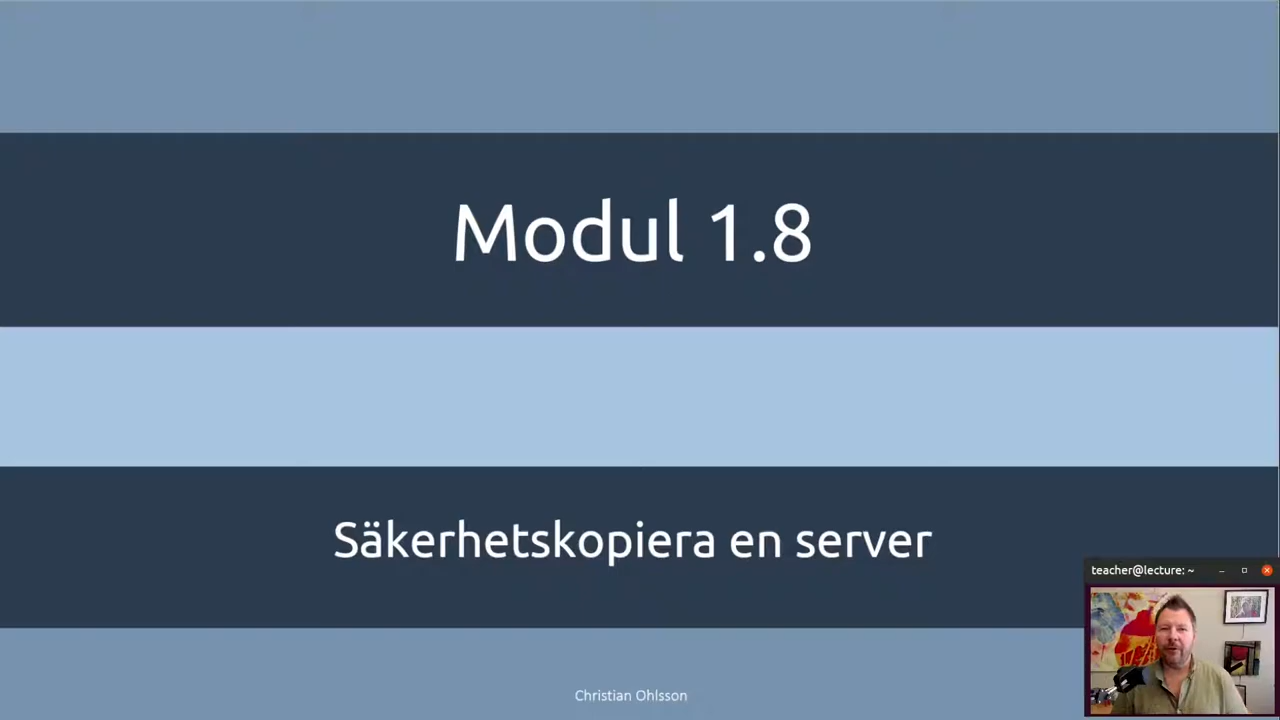 Modul 1.8
Säkerhetskopiera en server
teacher@lecture: ~
Christian Ohlsson